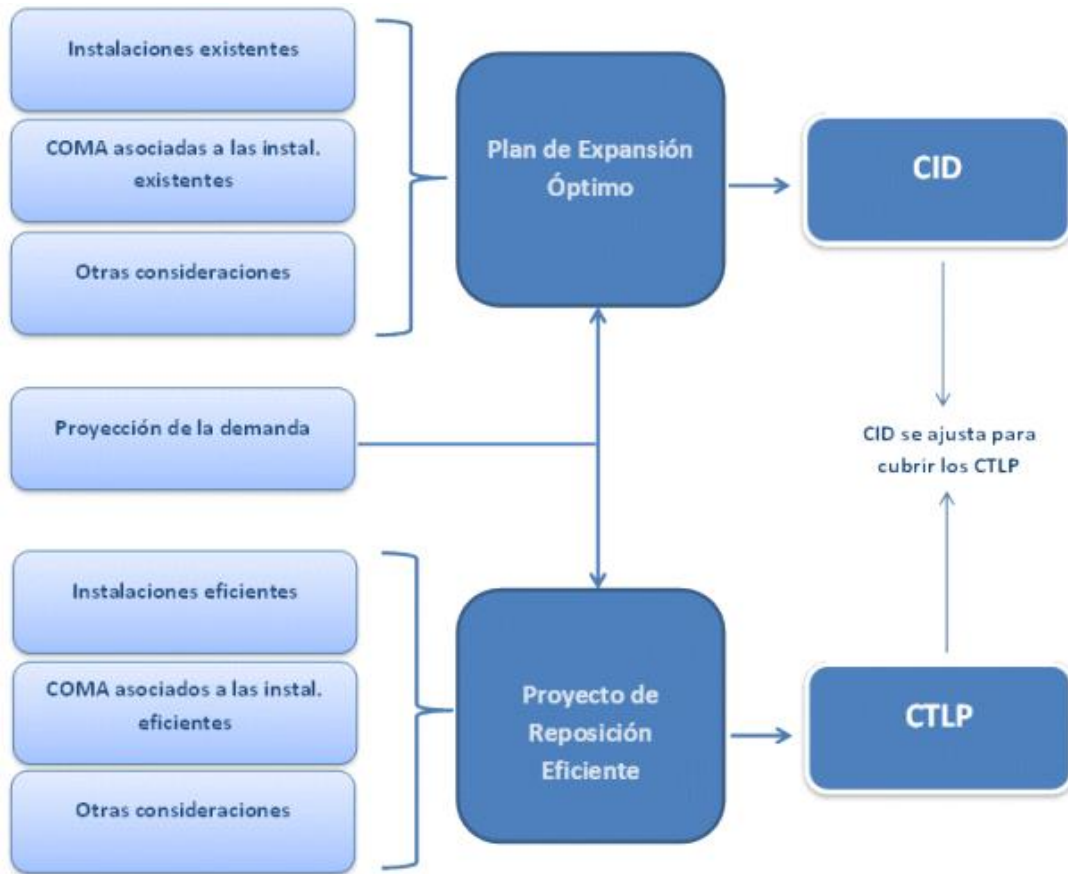 Instalaciones existentes
COMA asociadas a las instal.
existentes
Otras consideraciones
Plan de Expansión
Óptimo
CID
Proyección de la demanda
CID se ajusta para
cubrir los CTLP
Instalaciones eficientes
COMA asociados a las instal.
eficientes
Otras consideraciones
Proyecto de
Reposición
Eficiente
CTLP